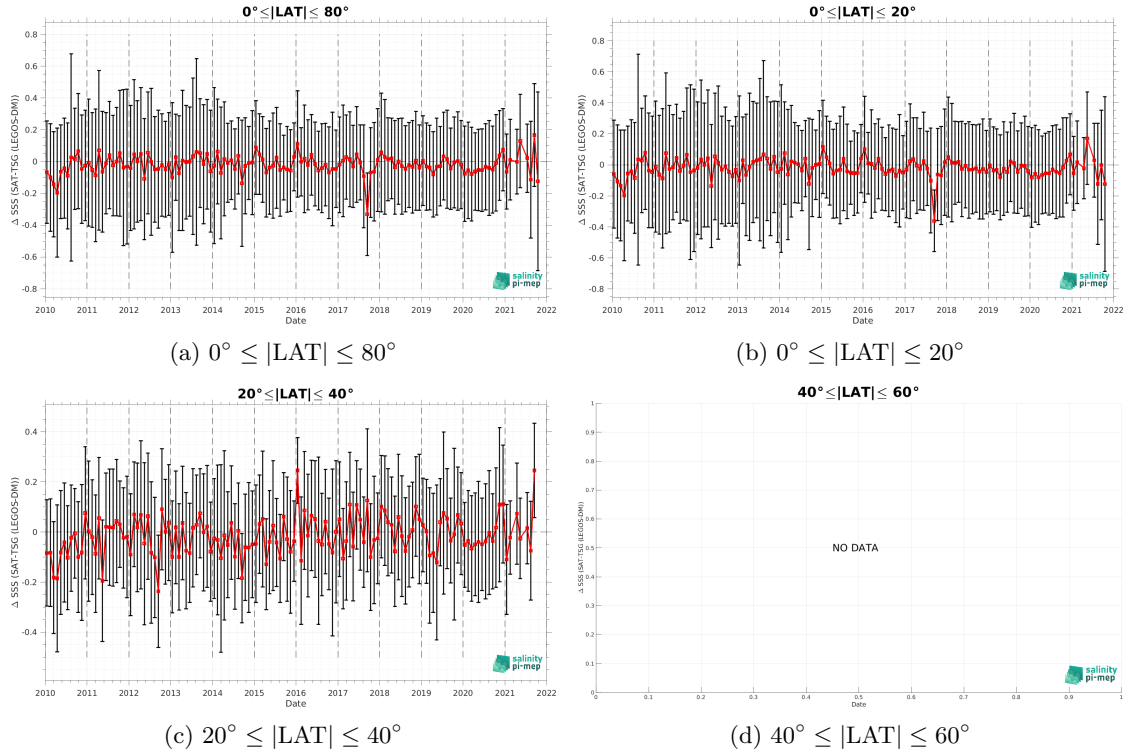 0°≤|LAT|≤ 80°
Δ SSS (SAT-TSG (LEGOS-DM))
0.8
0.6
0.4
0.2
0
-0.2
-0.4
-0.6
-0.8
2010 2011 2012 2013 2014 2015 2016 2017 2018 2019 2020 2021 2022
Date
salinity
pi-mep
(a) 0° ≤ |LAT| ≤ 80°
0°≤|LAT|≤ 20°
Δ SSS (SAT-TSG (LEGOS-DM))
0.8
0.6
0.4
0.2
0
-0.2
-0.4
-0.6
-0.8
2010 2011 2012 2013 2014 2015 2016 2017 2018 2019 2020 2021 2022
Date
salinity
pi-mep
(b) 0° ≤ |LAT| ≤ 20°
20°≤|LAT|≤ 40°
Δ SSS (SAT-TSG (LEGOS-DM))
0.4
0.2
0
-0.2
-0.4
2010 2011 2012 2013 2014 2015 2016 2017 2018 2019 2020 2021 2022
Date
salinity
pi-mep
(c) 20° ≤ |LAT| ≤ 40°
40°≤|LAT|≤ 60°
Δ SSS (SAT-TSG (LEGOS-DM))
1
0.9
0.8
0.7
0.6
0.5
0.4
0.3
0.2
0.1
0
NO DATA
0 0.1 0.2 0.3 0.4 0.5 0.6 0.7 0.8 0.9 1
Date
salinity
pi-mep
(d) 40° ≤ |LAT| ≤ 60°